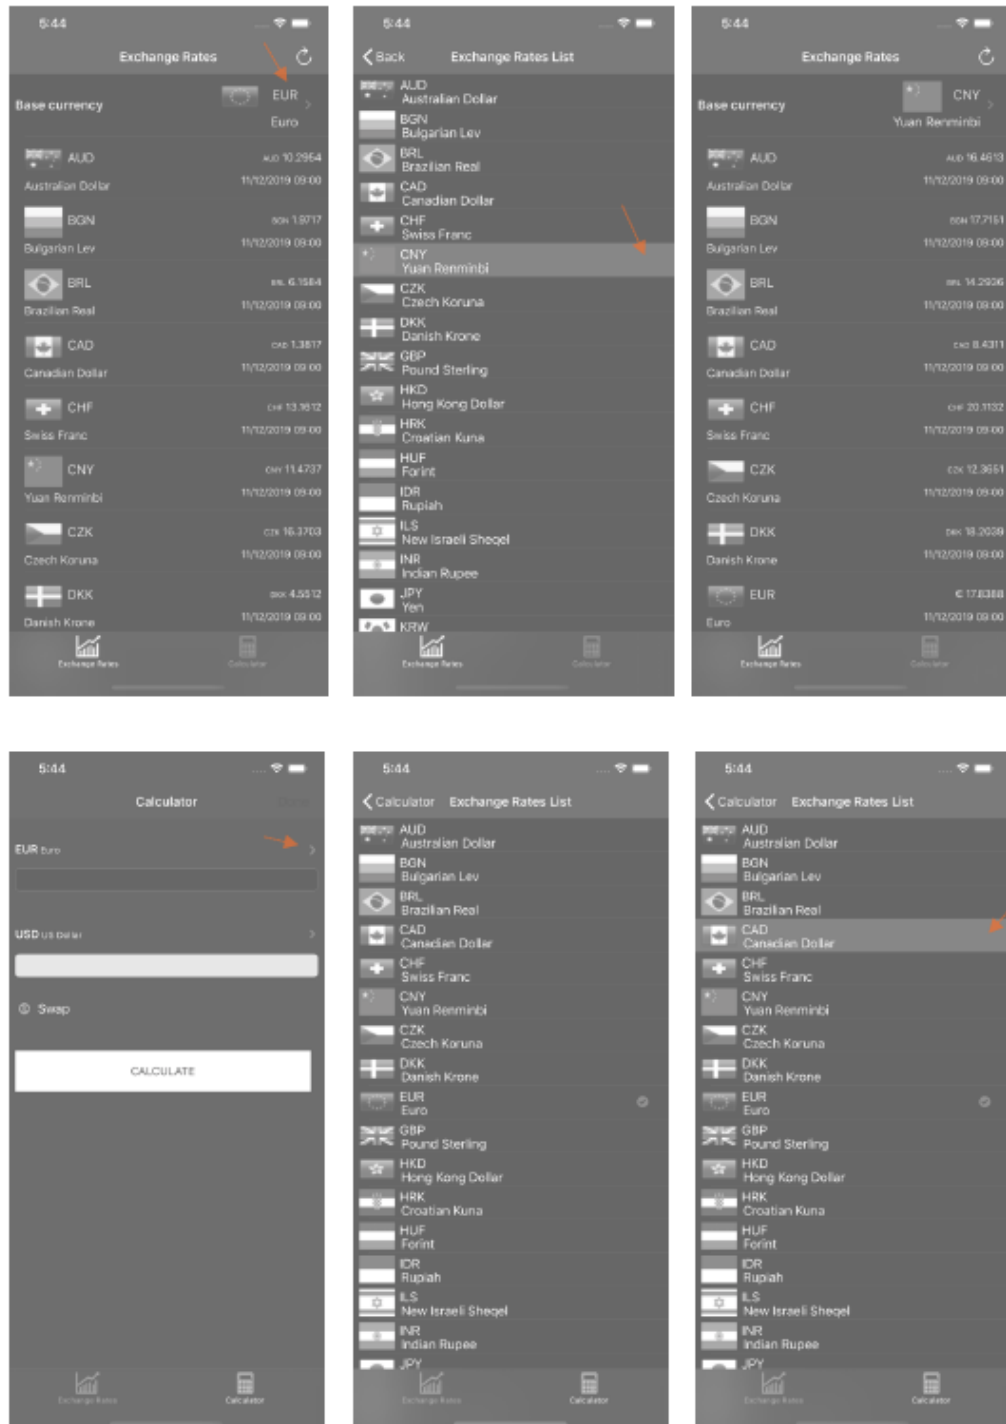 5:44
Exchange Rates
Base currency
EUR
Euro
AUD
AUD 10.2954
Australian Dollar
11/12/2019 09:00
BGN
BGN 1.9717
Bulgarian Lev
11/12/2019 09:00
BRL
BRL 6.1584
Brazilian Real
11/12/2019 09:00
CAD
CAD 1.3817
Canadian Dollar
11/12/2019 09:00
CHF
CHF 13.1612
Swiss Franc
11/12/2019 09:00
CNY
CNY 11.4737
Yuan Renminbi
11/12/2019 09:00
CZK
CZK 16.3703
Czech Koruna
11/12/2019 09:00
DKK
DKK 4.5512
Danish Krone
11/12/2019 09:00
Exchange Rates
Calculator
5:44
Back
Exchange Rates List
AUD
Australian Dollar
BGN
Bulgarian Lev
BRL
Brazilian Real
CAD
Canadian Dollar
CHF
Swiss Franc
CNY
Yuan Renminbi
CZK
Czech Koruna
DKK
Danish Krone
GBP
Pound Sterling
HKD
Hong Kong Dollar
HRK
Croatian Kuna
HUF
Forint
IDR
Rupiah
ILS
New Israeli Sheqel
INR
Indian Rupee
JPY
Yen
KRW
Exchange Rates
Calculator
5:44
Exchange Rates
Base currency
CNY
Yuan Renminbi
AUD
AUD 16.4613
Australian Dollar
11/12/2019 09:00
BGN
BGN 17.7151
Bulgarian Lev
11/12/2019 09:00
BRL
BRL 14.2926
Brazilian Real
11/12/2019 09:00
CAD
CAD 8.4311
Canadian Dollar
11/12/2019 09:00
CHF
CHF 20.1132
Swiss Franc
11/12/2019 09:00
CZK
CZK 12.3651
Czech Koruna
11/12/2019 09:00
DKK
DKK 18.2039
Danish Krone
11/12/2019 09:00
EUR
€ 17.8388
Euro
11/12/2019 09:00
Exchange Rates
Calculator
5:44
Calculator
EUR Euro
USD US Dollar
Swap
CALCULATE
Exchange Rates
Calculator
5:44
Calculator
Exchange Rates List
AUD
Australian Dollar
BGN
Bulgarian Lev
BRL
Brazilian Real
CAD
Canadian Dollar
CHF
Swiss Franc
CNY
Yuan Renminbi
CZK
Czech Koruna
DKK
Danish Krone
EUR
Euro
GBP
Pound Sterling
HKD
Hong Kong Dollar
HRK
Croatian Kuna
HUF
Forint
IDR
Rupiah
ILS
New Israeli Sheqel
INR
Indian Rupee
JPY
Exchange Rates
Calculator
5:44
Calculator
Exchange Rates List
AUD
Australian Dollar
BGN
Bulgarian Lev
BRL
Brazilian Real
CAD
Canadian Dollar
CHF
Swiss Franc
CNY
Yuan Renminbi
CZK
Czech Koruna
DKK
Danish Krone
EUR
Euro
GBP
Pound Sterling
HKD
Hong Kong Dollar
HRK
Croatian Kuna
HUF
Forint
IDR
Rupiah
ILS
New Israeli Sheqel
INR
Indian Rupee
JPY
Exchange Rates
Calculator